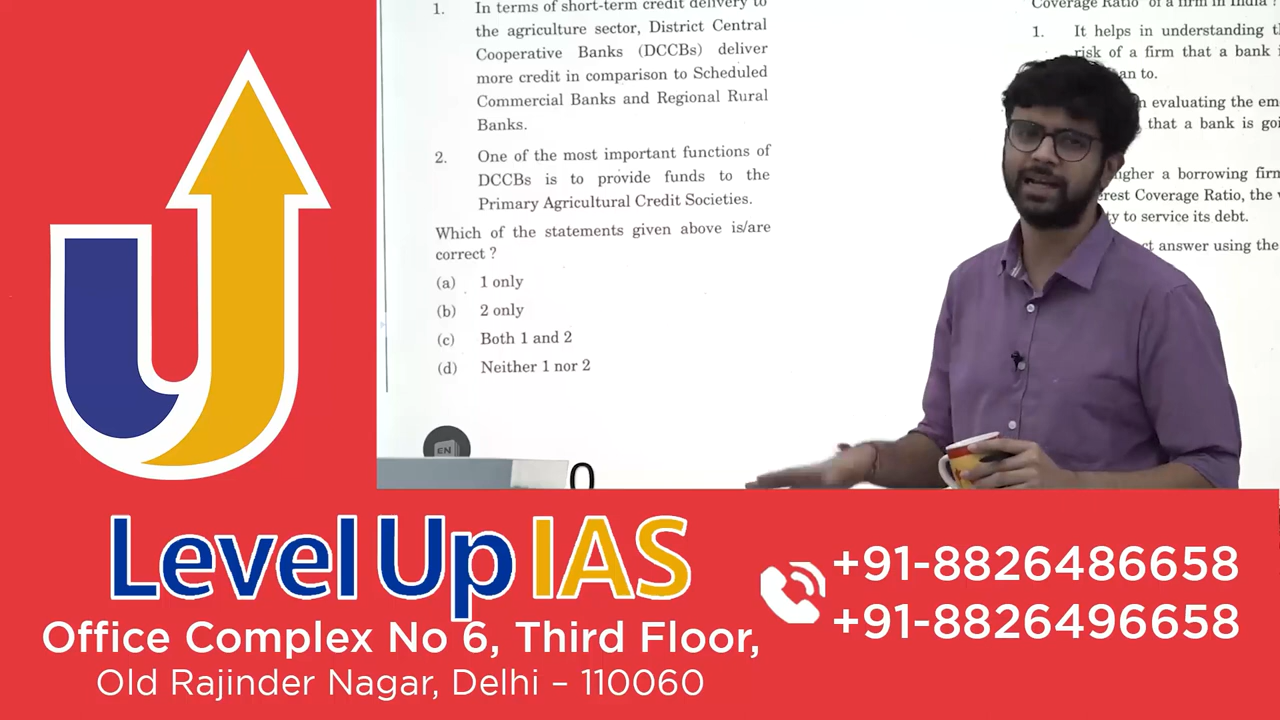 1. In terms of short-term credit delivery to
the agriculture sector, District Central
Cooperative Banks (DCCBs) deliver
more credit in comparison to Scheduled
Commercial Banks and Regional Rural
Banks.
2. One of the most important functions of
DCCBs is to provide funds to the
Primary Agricultural Credit Societies.
Which of the statements given above is/are
correct ?
(a) 1 only
(b) 2 only
(c) Both 1 and 2
(d) Neither 1 nor 2
EN
Coverage Ratio' of a firm in India ?
1. It helps in understanding
risk of a firm that a bank
to.
evaluating the
that a bank is
a borrowing
Coverage Ratio, the
to service its debt.
answer using the
Level Up IAS
Office Complex No 6, Third Floor,
Old Rajinder Nagar, Delhi – 110060
+91-8826486658
+91-8826496658